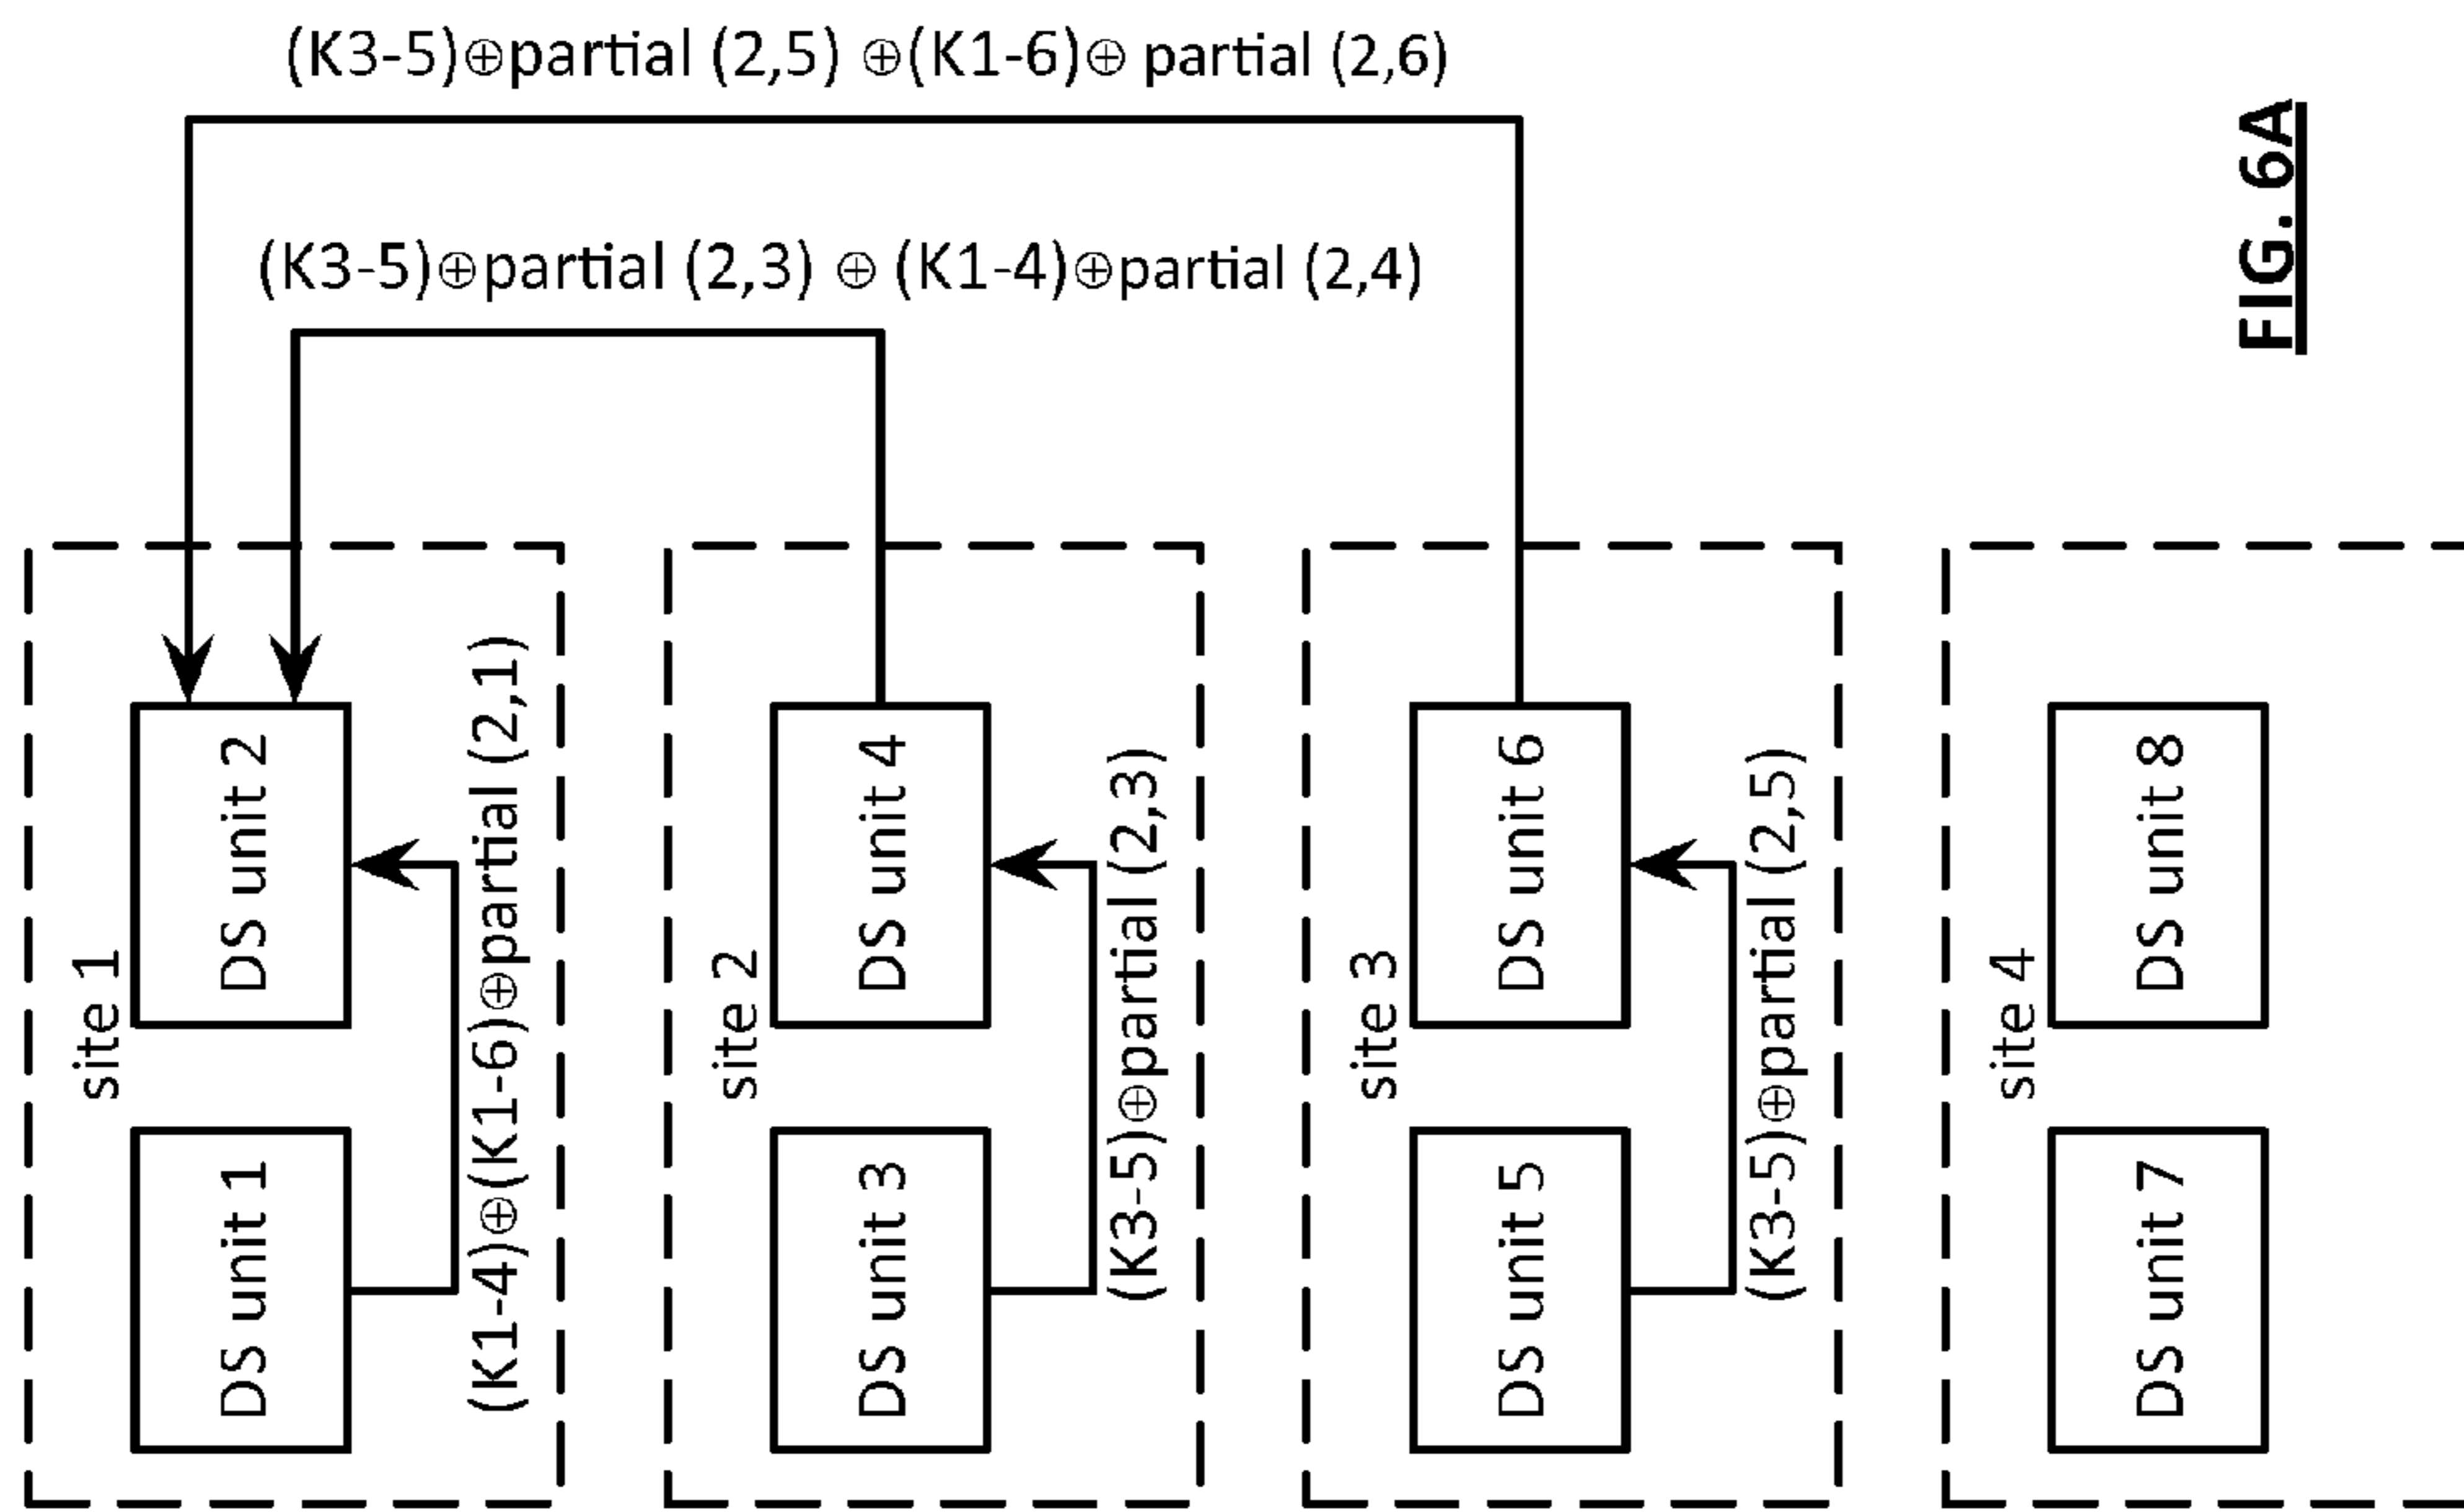 (K3-5)⊕partial (2,5) ⊕(K1-6)⊕ partial (2,6)
(K3-5)⊕partial (2,3) ⊕ (K1-4)⊕partial (2,4)
site 1
DS unit 1
DS unit 2
(K1-4)⊕(K1-6)⊕partial (2,1)
site 2
DS unit 3
DS unit 4
(K3-5)⊕partial (2,3)
site 3
DS unit 5
DS unit 6
(K3-5)⊕partial (2,5)
site 4
DS unit 7
DS unit 8
FIG. 6A